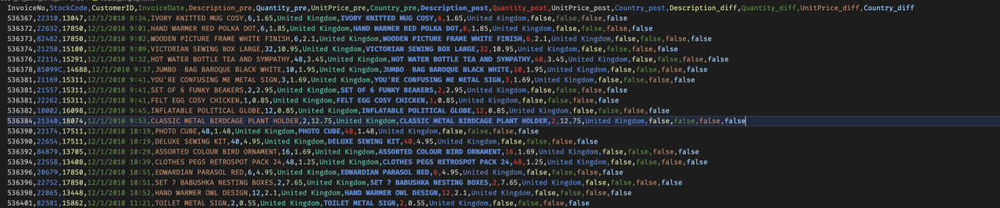 InvoiceNo,StockCode,CustomerID,InvoiceDate,Description_pre,Quantity_pre,UnitPrice_pre,Country_pre,Description_post,Quantity_post,UnitPrice_post,Country_post,Description_diff,Quantity_diff,UnitPrice_diff,Country_diff
536367,22310,13047,12/1/2010 8:34,IVORY KNITTED MUG COSY,6,1.65,United Kingdom,IVORY KNITTED MUG COSY,6,1.65,United Kingdom,false,false,false,false
536372,22632,17850,12/1/2010 9:01,HAND WARMER RED POLKA DOT,6,1.85,United Kingdom,HAND WARMER RED POLKA DOT,6,1.85,United Kingdom,false,false,false,false
536373,82482,17850,12/1/2010 9:02,WOODEN PICTURE FRAME WHITE FINISH,6,2.1,United Kingdom,WOODEN PICTURE FRAME WHITE FINISH,6,2.1,United Kingdom,false,false,false,false
536374,21258,15100,12/1/2010 9:09,VICTORIAN SEWING BOX LARGE,32,10.95,United Kingdom,VICTORIAN SEWING BOX LARGE,32,10.95,United Kingdom,false,false,false,false
536376,22114,15291,12/1/2010 9:32,HOT WATER BOTTLE TEA AND SYMPATHY,48,3.45,United Kingdom,HOT WATER BOTTLE TEA AND SYMPATHY,48,3.45,United Kingdom,false,false,false,false
536378,85099C,14688,12/1/2010 9:37,JUMBO  BAG BAROQUE BLACK WHITE,10,1.95,United Kingdom,JUMBO  BAG BAROQUE BLACK WHITE,10,1.95,United Kingdom,false,false,false,false
536381,21169,15311,12/1/2010 9:41,YOU'RE CONFUSING ME METAL SIGN,3,1.69,United Kingdom,YOU'RE CONFUSING ME METAL SIGN,3,1.69,United Kingdom,false,false,false,false
536381,21557,15311,12/1/2010 9:41,SET OF 6 FUNKY BEAKERS,2,2.95,United Kingdom,SET OF 6 FUNKY BEAKERS,2,2.95,United Kingdom,false,false,false,false
536381,22262,15311,12/1/2010 9:41,FELT EGG COSY CHICKEN,1,0.85,United Kingdom,FELT EGG COSY CHICKEN,1,0.85,United Kingdom,false,false,false,false
536382,10002,16098,12/1/2010 9:45,INFLATABLE POLITICAL GLOBE,12,0.85,United Kingdom,INFLATABLE POLITICAL GLOBE,12,0.85,United Kingdom,false,false,false,false
536384,21340,18074,12/1/2010 9:53,CLASSIC METAL BIRDCAGE PLANT HOLDER,2,12.75,United Kingdom,CLASSIC METAL BIRDCAGE PLANT HOLDER,2,12.75,United Kingdom,false,false,false,false
536390,22174,17511,12/1/2010 10:19,PHOTO CUBE,48,1.48,United Kingdom,PHOTO CUBE,48,1.48,United Kingdom,false,false,false,false
536390,22654,17511,12/1/2010 10:19,DELUXE SEWING KIT,40,4.95,United Kingdom,DELUXE SEWING KIT,40,4.95,United Kingdom,false,false,false,false
536392,84879,13705,12/1/2010 10:29,ASSORTED COLOUR BIRD ORNAMENT,16,1.69,United Kingdom,ASSORTED COLOUR BIRD ORNAMENT,16,1.69,United Kingdom,false,false,false,false
536394,22558,13408,12/1/2010 10:39,CLOTHES PEGS RETROSPOT PACK 24,48,1.25,United Kingdom,CLOTHES PEGS RETROSPOT PACK 24,48,1.25,United Kingdom,false,false,false,false
536396,20679,17850,12/1/2010 10:51,EDWARDIAN PARASOL RED,6,4.95,United Kingdom,EDWARDIAN PARASOL RED,6,4.95,United Kingdom,false,false,false,false
536396,22752,17850,12/1/2010 10:51,SET 7 BABUSHKA NESTING BOXES,2,7.65,United Kingdom,SET 7 BABUSHKA NESTING BOXES,2,7.65,United Kingdom,false,false,false,false
536398,22865,13448,12/1/2010 10:52,HAND WARMER OWL DESIGN,12,2.1,United Kingdom,HAND WARMER OWL DESIGN,12,2.1,United Kingdom,false,false,false,false
536401,82581,15862,12/1/2010 11:21,TOILET METAL SIGN,2,0.55,United Kingdom,TOILET METAL SIGN,2,0.55,United Kingdom,false,false,false,false